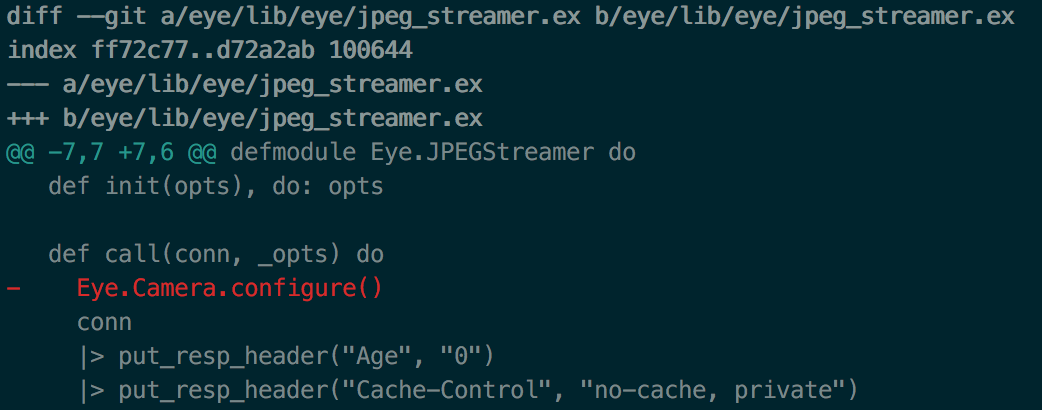 diff --git a/eye/lib/eye/jpeg_streamer.ex b/eye/lib/eye/jpeg_streamer.ex
index ff72c77..d72a2ab 100644
--- a/eye/lib/eye/jpeg_streamer.ex
+++ b/eye/lib/eye/jpeg_streamer.ex
@@ -7,7 +7,6 @@ defmodule Eye.JPEGStreamer do
   def init(opts), do: opts

   def call(conn, _opts) do
-    Eye.Camera.configure()
     conn
     |> put_resp_header("Age", "0")
     |> put_resp_header("Cache-Control", "no-cache, private")